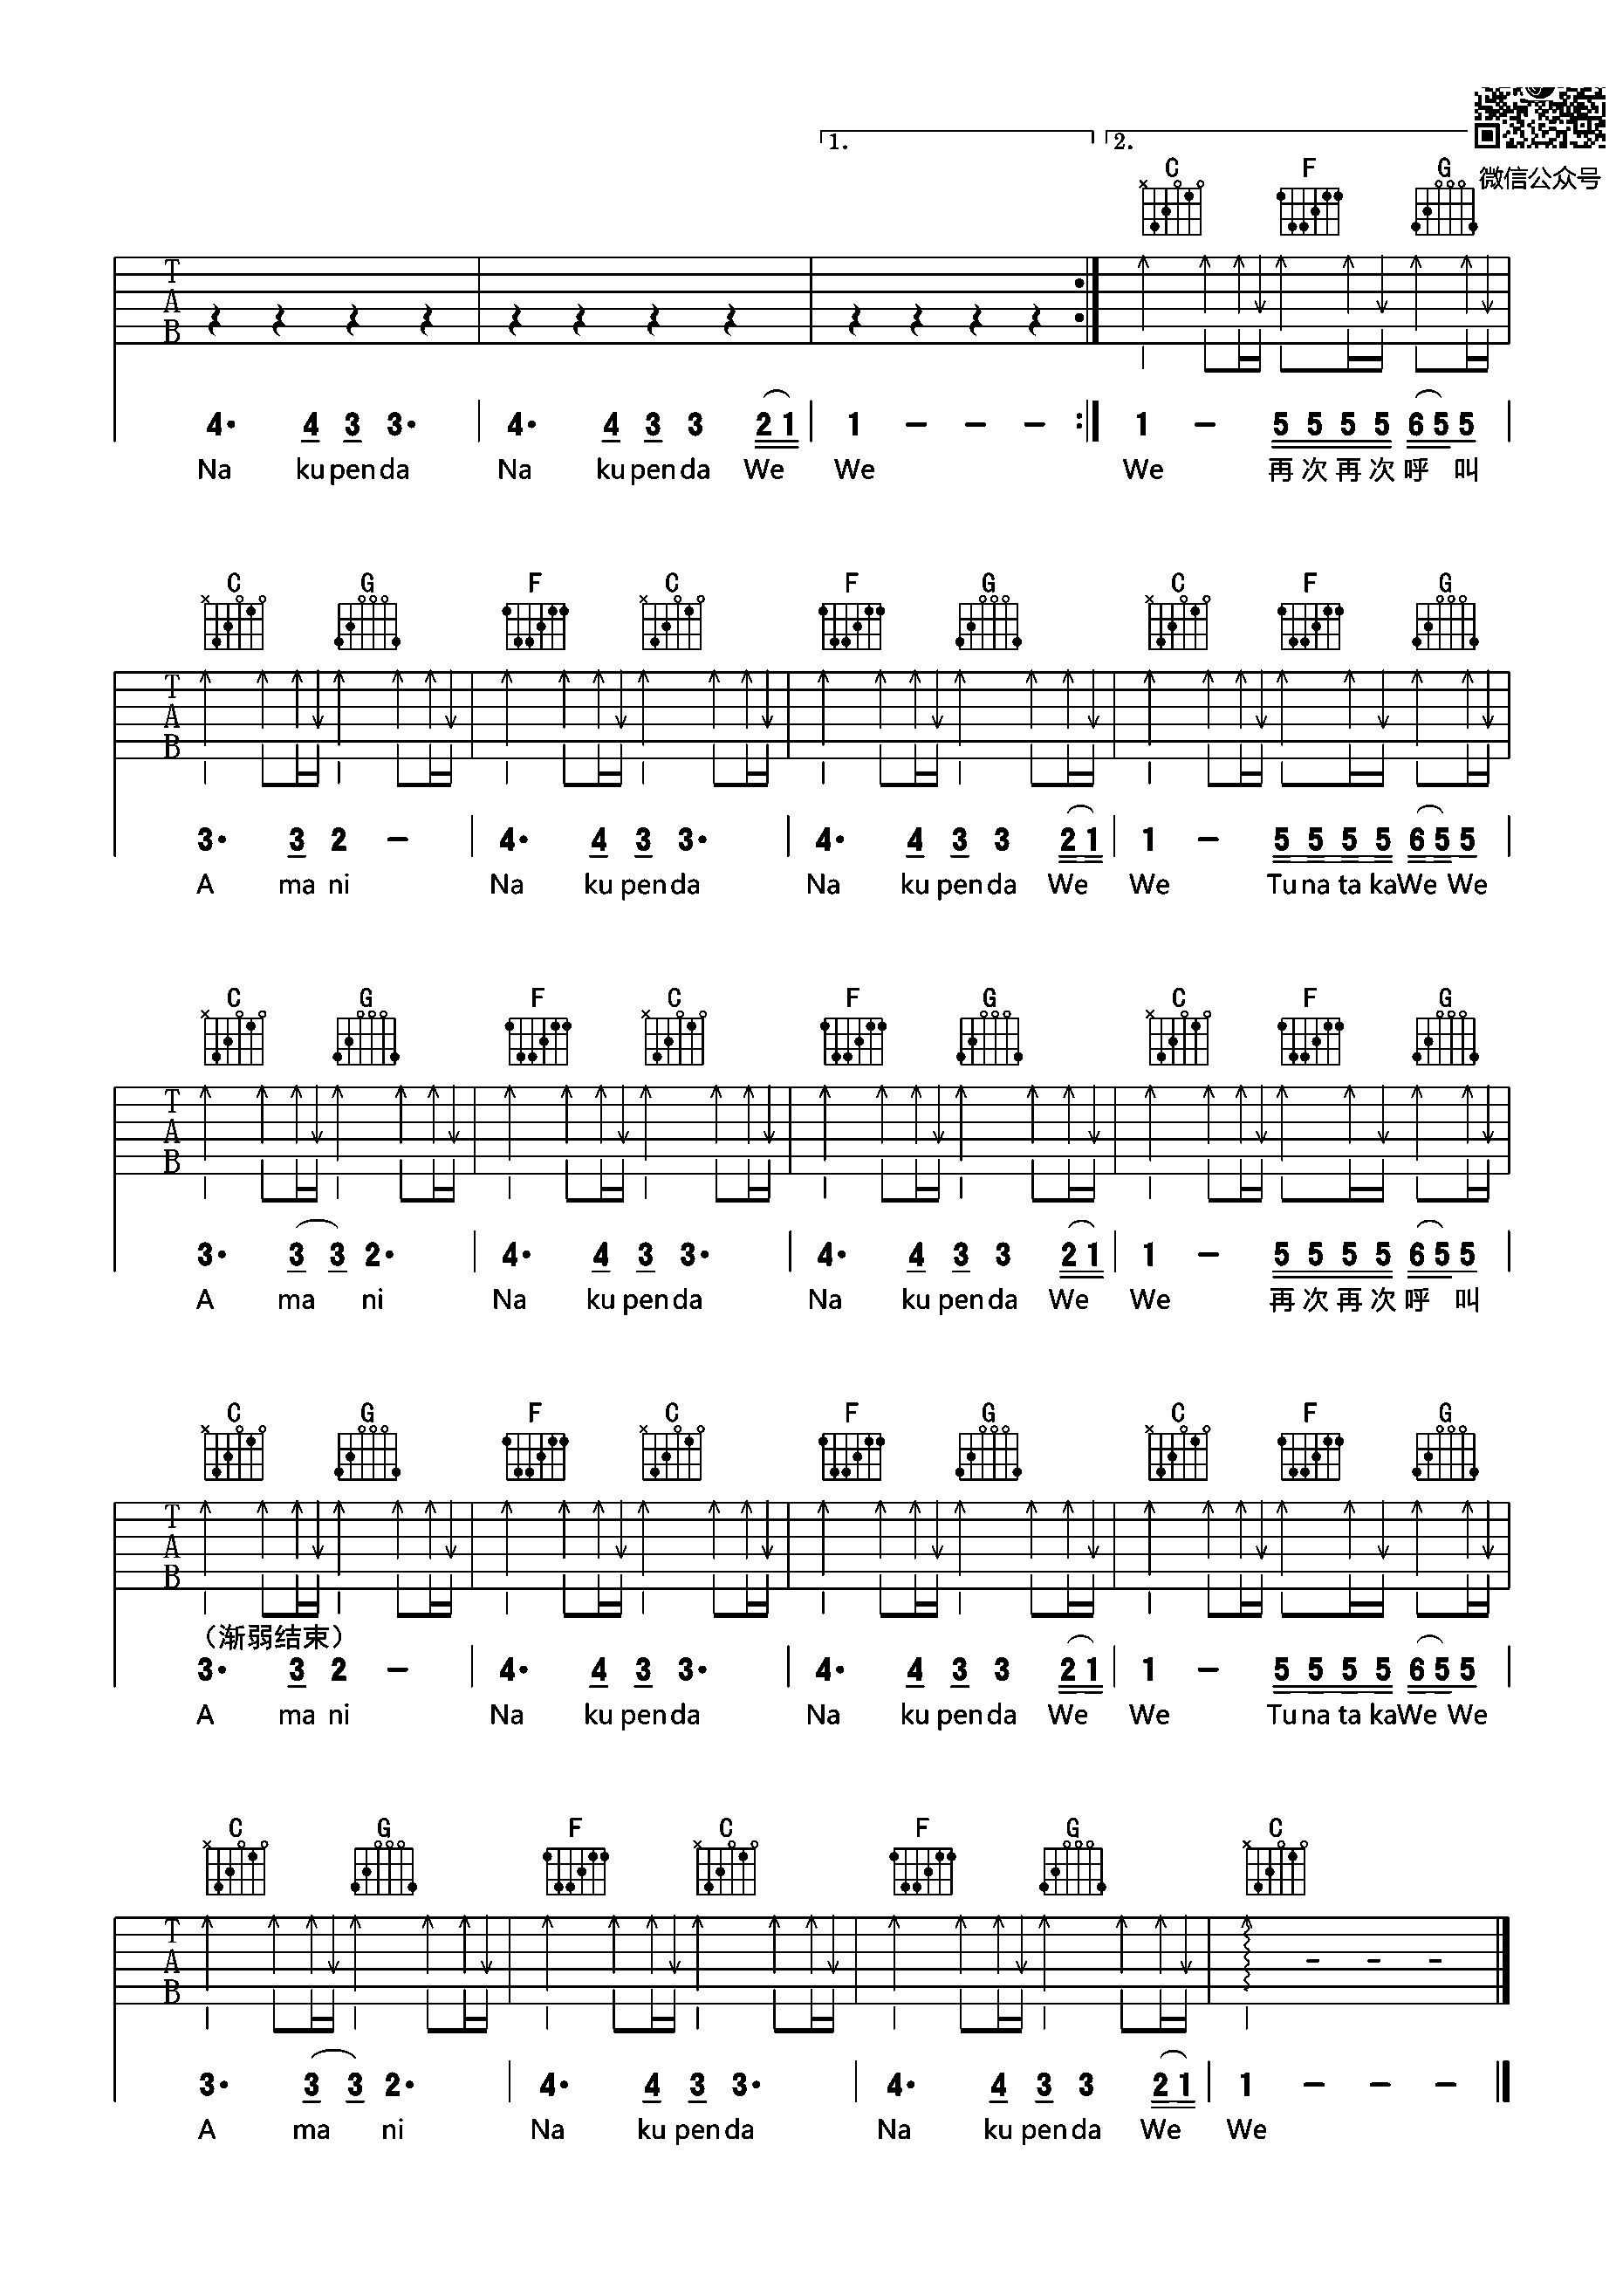 1. 2.
C F G 微信公众号
T
A
B
4· 4 3 3· 4· 4 3 3 2 1 1 - - - 1 - 5 5 5 5 6 5 5
Na ku pen da Na ku pen da We We We 再 次 再 次 呼 叫
C G F C F G C F G
T
A
B
3· 3 2 - 4· 4 3 3· 4· 4 3 3 2 1 1 - 5 5 5 5 6 5 5
A ma ni Na ku pen da Na ku pen da We We Tu na ta ka We We
C G F C F G C F G
T
A
B
3· 3 3 2· 4· 4 3 3· 4· 4 3 3 2 1 1 - 5 5 5 5 6 5 5
A ma ni Na ku pen da Na ku pen da We We 再 次 再 次 呼 叫
C G F C F G C F G
T
A
B
（渐弱结束）
3· 3 2 - 4· 4 3 3· 4· 4 3 3 2 1 1 - 5 5 5 5 6 5 5
A ma ni Na ku pen da Na ku pen da We We Tu na ta ka We We
C G F C F G C
T
A
B
3· 3 3 2· 4· 4 3 3· 4· 4 3 3 2 1 1 - - -
A ma ni Na ku pen da Na ku pen da We We